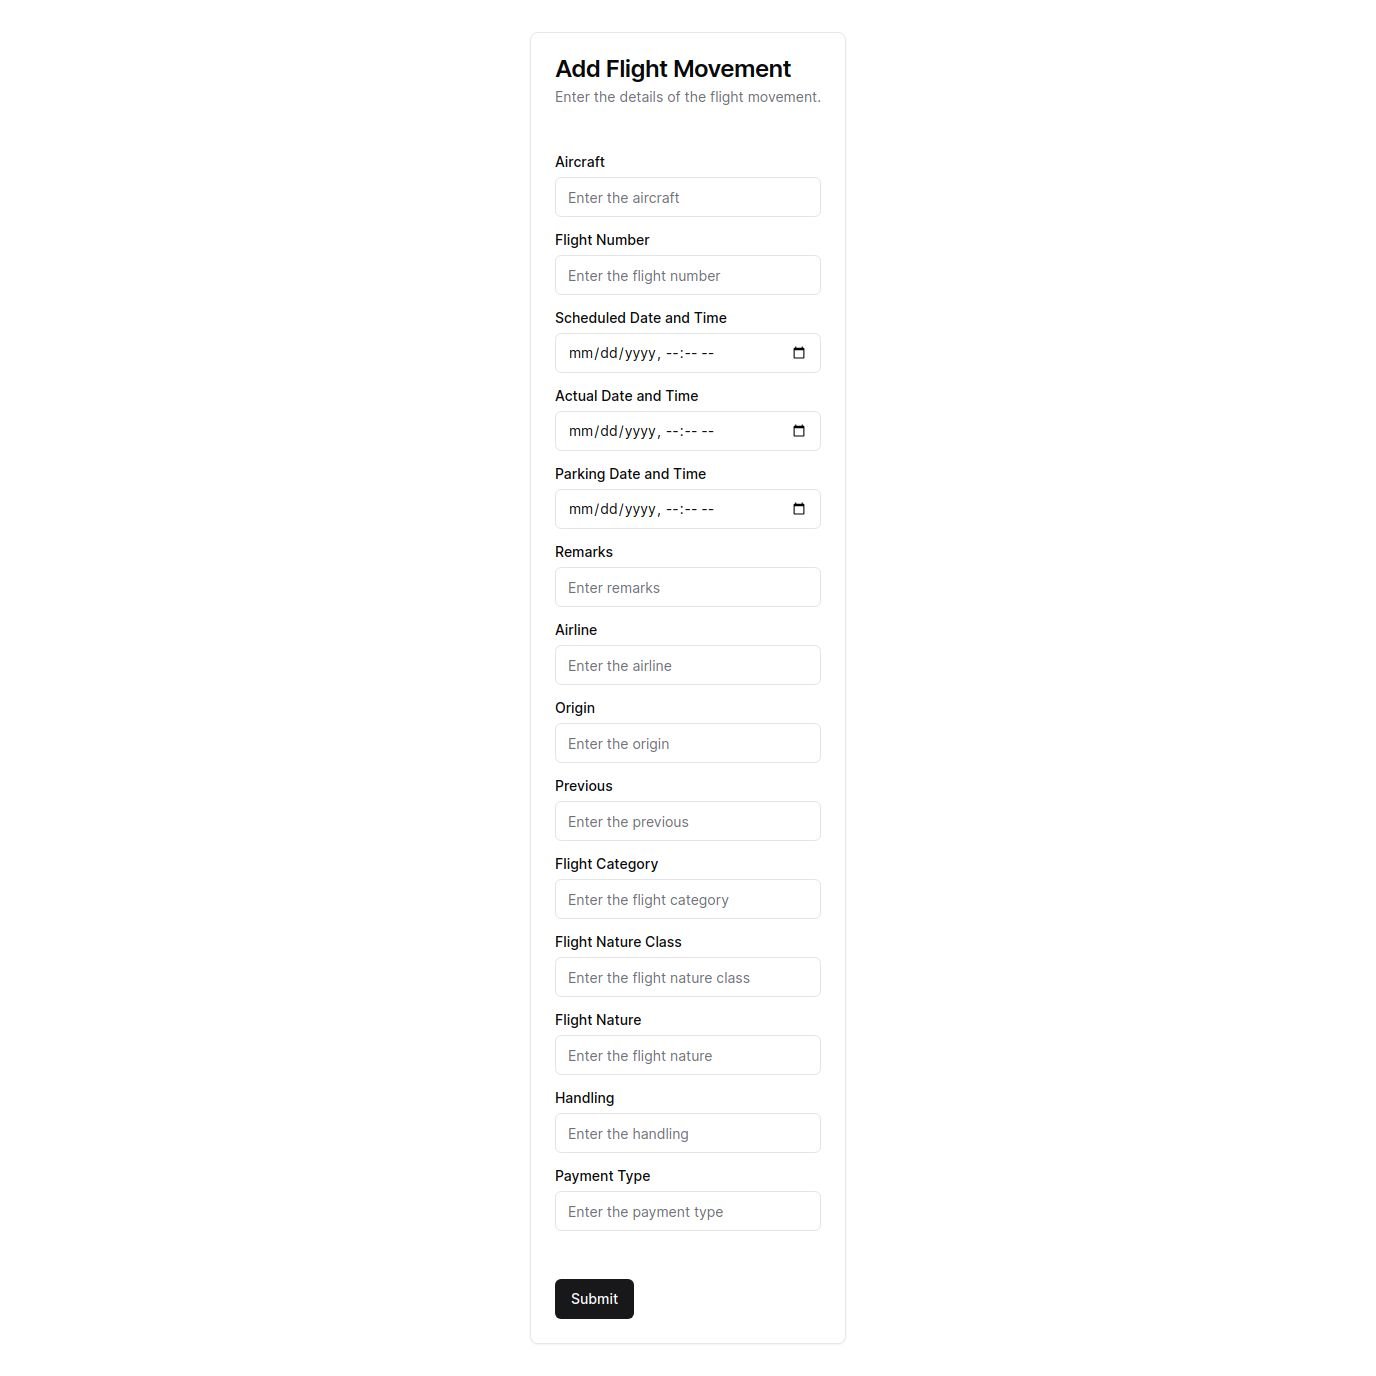 Add Flight Movement
Enter the details of the flight movement.
Aircraft
Enter the aircraft
Flight Number
Enter the flight number
Scheduled Date and Time
mm/dd/yyyy, --:-- --
Actual Date and Time
mm/dd/yyyy, --:-- --
Parking Date and Time
mm/dd/yyyy, --:-- --
Remarks
Enter remarks
Airline
Enter the airline
Origin
Enter the origin
Previous
Enter the previous
Flight Category
Enter the flight category
Flight Nature Class
Enter the flight nature class
Flight Nature
Enter the flight nature
Handling
Enter the handling
Payment Type
Enter the payment type
Submit